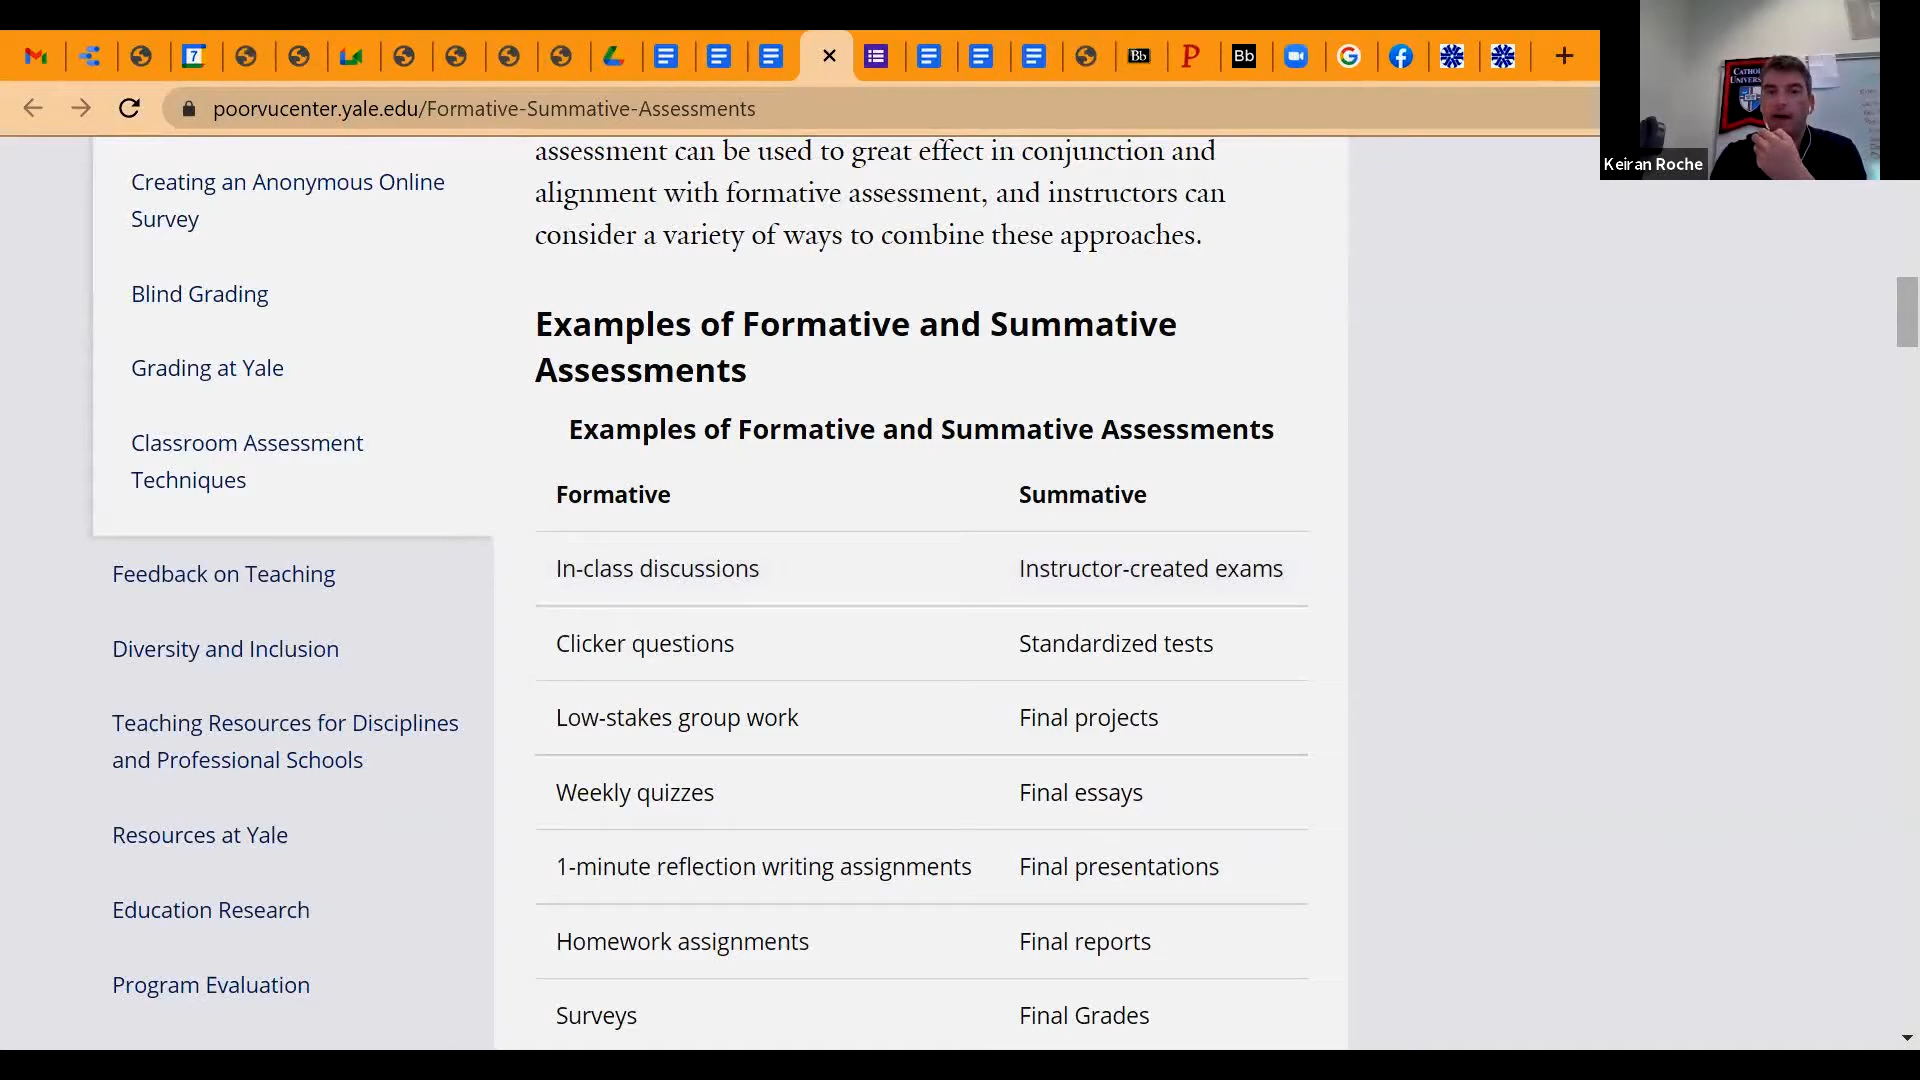 7
Bb
P
Bb
G
poorvucenter.yale.edu/Formative-Summative-Assessments
Keiran Roche
Creating an Anonymous Online
Survey
Blind Grading
Grading at Yale
Classroom Assessment
Techniques
Feedback on Teaching
Diversity and Inclusion
Teaching Resources for Disciplines
and Professional Schools
Resources at Yale
Education Research
Program Evaluation
assessment can be used to great effect in conjunction and
alignment with formative assessment, and instructors can
consider a variety of ways to combine these approaches.
Examples of Formative and Summative
Assessments
Examples of Formative and Summative Assessments
Formative Summative
In-class discussions Instructor-created exams
Clicker questions Standardized tests
Low-stakes group work Final projects
Weekly quizzes Final essays
1-minute reflection writing assignments Final presentations
Homework assignments Final reports
Surveys Final Grades